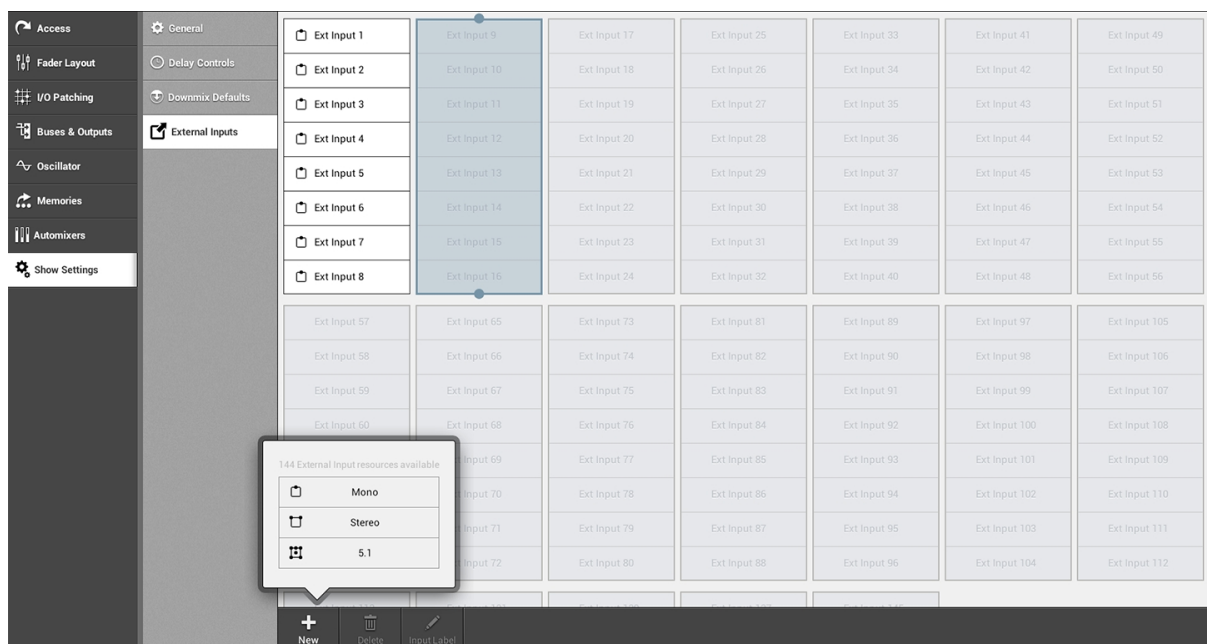 Access
Fader Layout
I/O Patching
Buses & Outputs
Oscillator
Memories
Automixers
Show Settings
General
Delay Controls
Downmix Defaults
External Inputs
Ext Input 1 Ext Input 9 Ext Input 17 Ext Input 25 Ext Input 33 Ext Input 41 Ext Input 49
Ext Input 2 Ext Input 10 Ext Input 18 Ext Input 26 Ext Input 34 Ext Input 42 Ext Input 50
Ext Input 3 Ext Input 11 Ext Input 19 Ext Input 27 Ext Input 35 Ext Input 43 Ext Input 51
Ext Input 4 Ext Input 12 Ext Input 20 Ext Input 28 Ext Input 36 Ext Input 44 Ext Input 52
Ext Input 5 Ext Input 13 Ext Input 21 Ext Input 29 Ext Input 37 Ext Input 45 Ext Input 53
Ext Input 6 Ext Input 14 Ext Input 22 Ext Input 30 Ext Input 38 Ext Input 46 Ext Input 54
Ext Input 7 Ext Input 15 Ext Input 23 Ext Input 31 Ext Input 39 Ext Input 47 Ext Input 55
Ext Input 8 Ext Input 16 Ext Input 24 Ext Input 32 Ext Input 40 Ext Input 48 Ext Input 56
Ext Input 57 Ext Input 65 Ext Input 73 Ext Input 81 Ext Input 89 Ext Input 97 Ext Input 105
Ext Input 58 Ext Input 66 Ext Input 74 Ext Input 82 Ext Input 90 Ext Input 98 Ext Input 106
Ext Input 59 Ext Input 67 Ext Input 75 Ext Input 83 Ext Input 91 Ext Input 99 Ext Input 107
Ext Input 60 Ext Input 68 Ext Input 76 Ext Input 84 Ext Input 92 Ext Input 100 Ext Input 108
Input 69 Ext Input 77 Ext Input 85 Ext Input 93 Ext Input 101 Ext Input 109
Input 70 Ext Input 78 Ext Input 86 Ext Input 94 Ext Input 102 Ext Input 110
Input 71 Ext Input 79 Ext Input 87 Ext Input 95 Ext Input 103 Ext Input 111
Input 72 Ext Input 80 Ext Input 88 Ext Input 96 Ext Input 104 Ext Input 112
144 External Input resources available
Mono
Stereo
5.1
New Delete Input Label